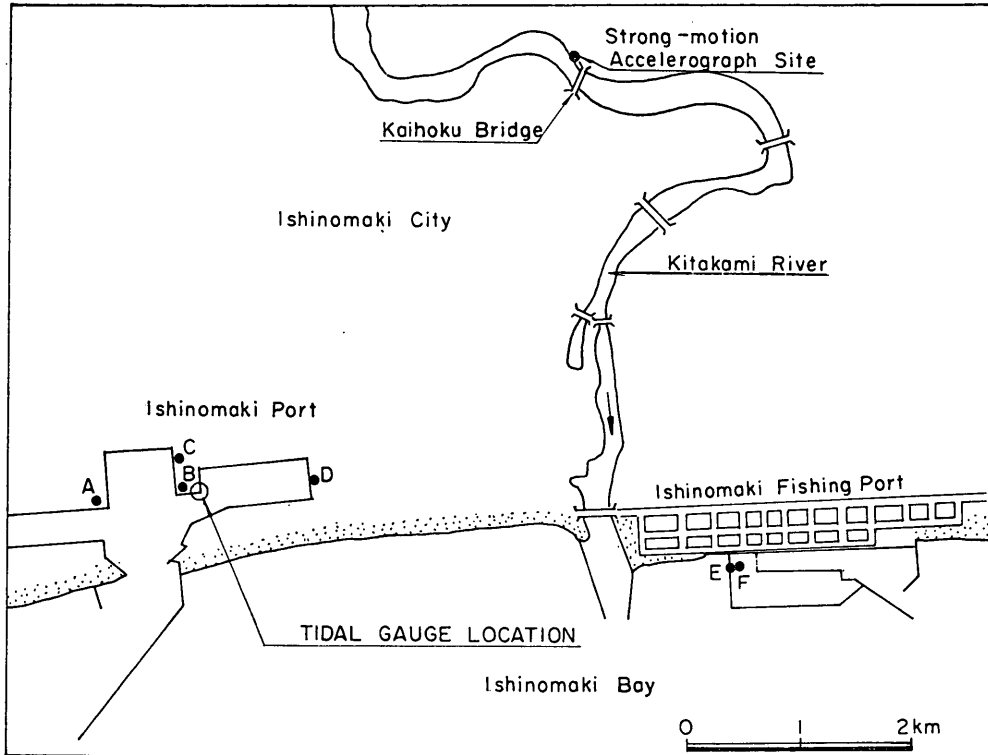 Strong-motion
Accelerograph Site
Kaihoku Bridge
Ishinomaki City
Kitakami River
Ishinomaki Port
C
B
A
D
Ishinomaki Fishing Port
E
F
TIDAL GAUGE LOCATION
Ishinomaki Bay
0 1 2km